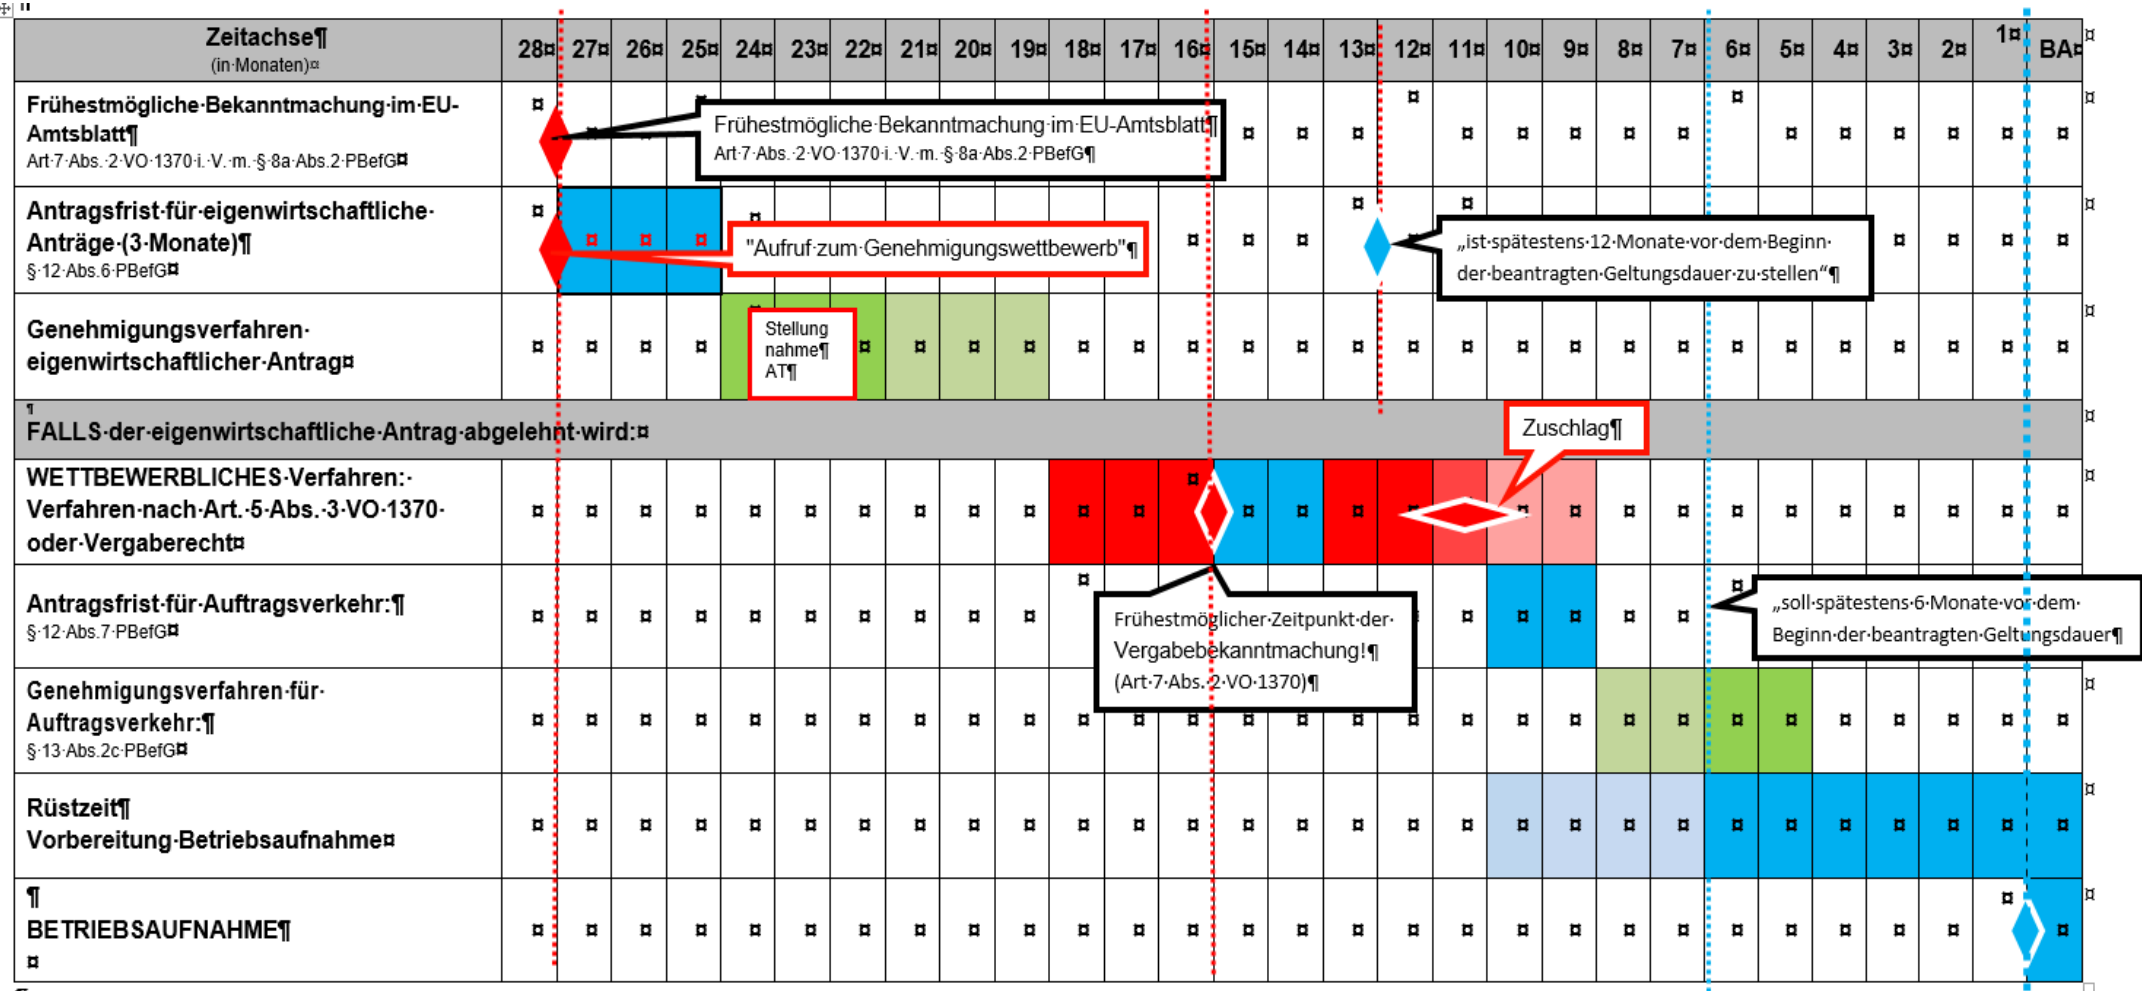 Zeitachse¶
(in·Monaten)¤
28¤ 27¤ 26¤ 25¤ 24¤ 23¤ 22¤ 21¤ 20¤ 19¤ 18¤ 17¤ 16¤ 15¤ 14¤ 13¤ 12¤ 11¤ 10¤ 9¤ 8¤ 7¤ 6¤ 5¤ 4¤ 3¤ 2¤ 1¤ BA¤
Frühestmögliche·Bekanntmachung·im·EU-
Amtsblatt¶
Art·7·Abs.·2·VO·1370·i.·V.·m.·§·8a·Abs.2·PBefG¤
Frühestmögliche·Bekanntmachung·im·EU-Amtsblatt¶
Art·7·Abs.·2·VO·1370·i.·V.·m.·§·8a·Abs.2·PBefG¶
Antragsfrist·für·eigenwirtschaftliche·
Anträge·(3·Monate)¶
§·12·Abs.6·PBefG¤
"Aufruf·zum·Genehmigungswettbewerb"¶
„ist·spätestens·12·Monate·vor·dem·Beginn·
der·beantragten·Geltungsdauer·zu·stellen“¶
Genehmigungsverfahren·
eigenwirtschaftlicher·Antrag¤
Stellung
nahme¶
AT¶
¶
FALLS·der·eigenwirtschaftliche·Antrag·abgelehnt·wird:¤
Zuschlag¶
WETTBEWERBLICHES·Verfahren:·
Verfahren·nach·Art.·5·Abs.·3·VO·1370·
oder·Vergaberecht¤
Frühestmöglicher·Zeitpunkt·der·
Vergabebekanntmachung!¶
(Art·7·Abs.·2·VO·1370)¶
Antragsfrist·für·Auftragsverkehr:¶
§·12·Abs.7·PBefG¤
„soll·spätestens·6·Monate·vor·dem·
Beginn·der·beantragten·Geltungsdauer¶
Genehmigungsverfahren·für·
Auftragsverkehr:¶
§·13·Abs.2c·PBefG¤
Rüstzeit¶
Vorbereitung·Betriebsaufnahme¤
¶
BETRIEBSAUFNAHME¶
¤